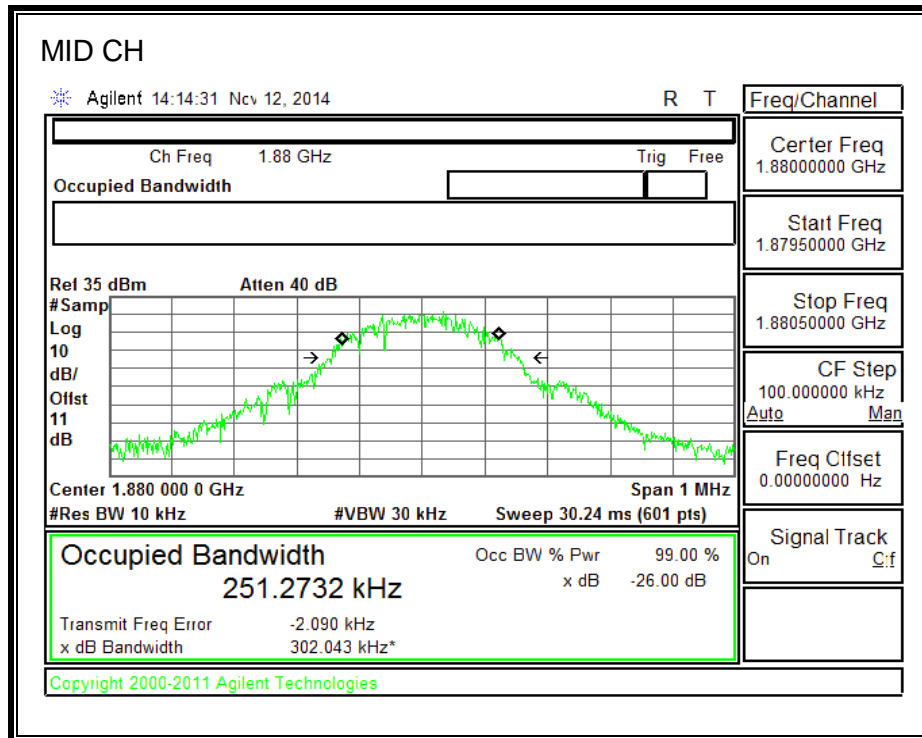 MID CH
Agilent 14:14:31 Nov 12, 2014 R T
Freq/Channel
Ch Freq 1.88 GHz Trig Free
Occupied Bandwidth
Center Freq
1.88000000 GHz
Start Freq
1.87950000 GHz
Stop Freq
1.88050000 GHz
CF Step
100.000000 kHz
Auto Man
Freq Offset
0.00000000 Hz
Signal Track
On Off
Ref 35 dBm Atten 40 dB
#Samp
Log
10
dB/
Offst
11
dB
Center 1.880 000 0 GHz Span 1 MHz
#Res BW 10 kHz #VBW 30 kHz Sweep 30.24 ms (601 pts)
Occupied Bandwidth Occ BW % Pwr 99.00 %
251.2732 kHz x dB -26.00 dB
Transmit Freq Error -2.090 kHz
x dB Bandwidth 302.043 kHz*
Copyright 2000-2011 Agilent Technologies